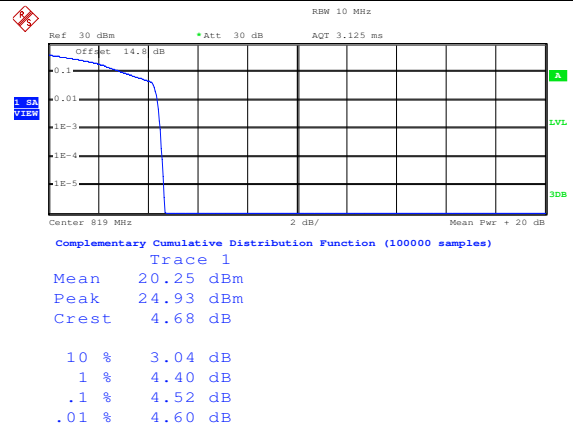 RBW 10 MHz
Ref 30 dBm *Att 30 dB AQT 3.125 ms
Offset 14.8 dB
0.1
A
0.01
1 SA
VIEW
1E-3
LVL
1E-4
1E-5
3DB
Center 819 MHz 2 dB/ Mean Pwr + 20 dB
Complementary Cumulative Distribution Function (100000 samples)
Trace 1
Mean 20.25 dBm
Peak 24.93 dBm
Crest 4.68 dB
10 % 3.04 dB
1 % 4.40 dB
.1 % 4.52 dB
.01 % 4.60 dB